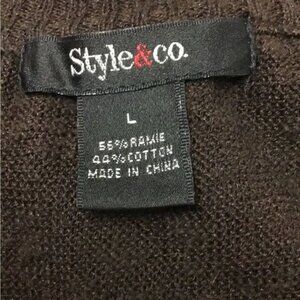 Style&co.
L
56% RAMIE
44% COTTON
MADE IN CHINA